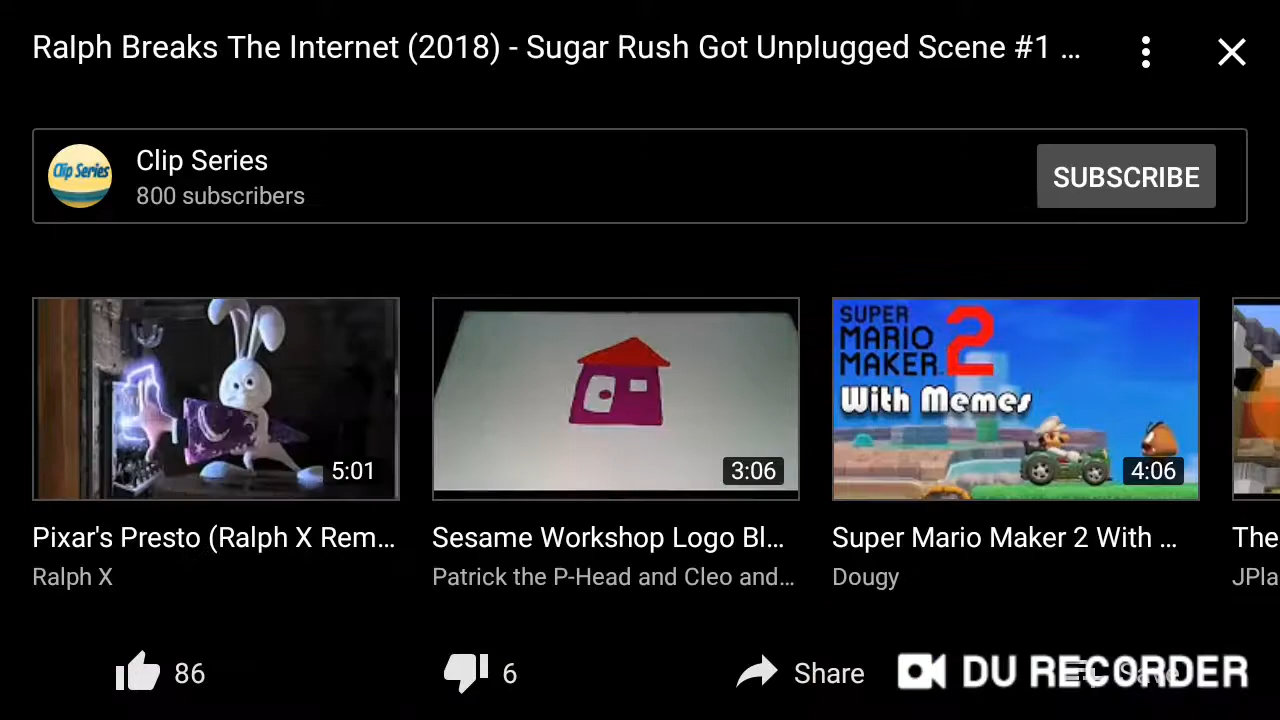 Ralph Breaks The Internet (2018) - Sugar Rush Got Unplugged Scene #1 ...
Clip Series
Clip Series
800 subscribers
SUBSCRIBE
SUPER
MARIO
MAKER 2
With Memes
5:01
3:06
4:06
Pixar's Presto (Ralph X Rem...
Sesame Workshop Logo Bl...
Super Mario Maker 2 With ...
The
Ralph X
Patrick the P-Head and Cleo and...
Dougy
JPla
86
6
Share
Save
DU RECORDER